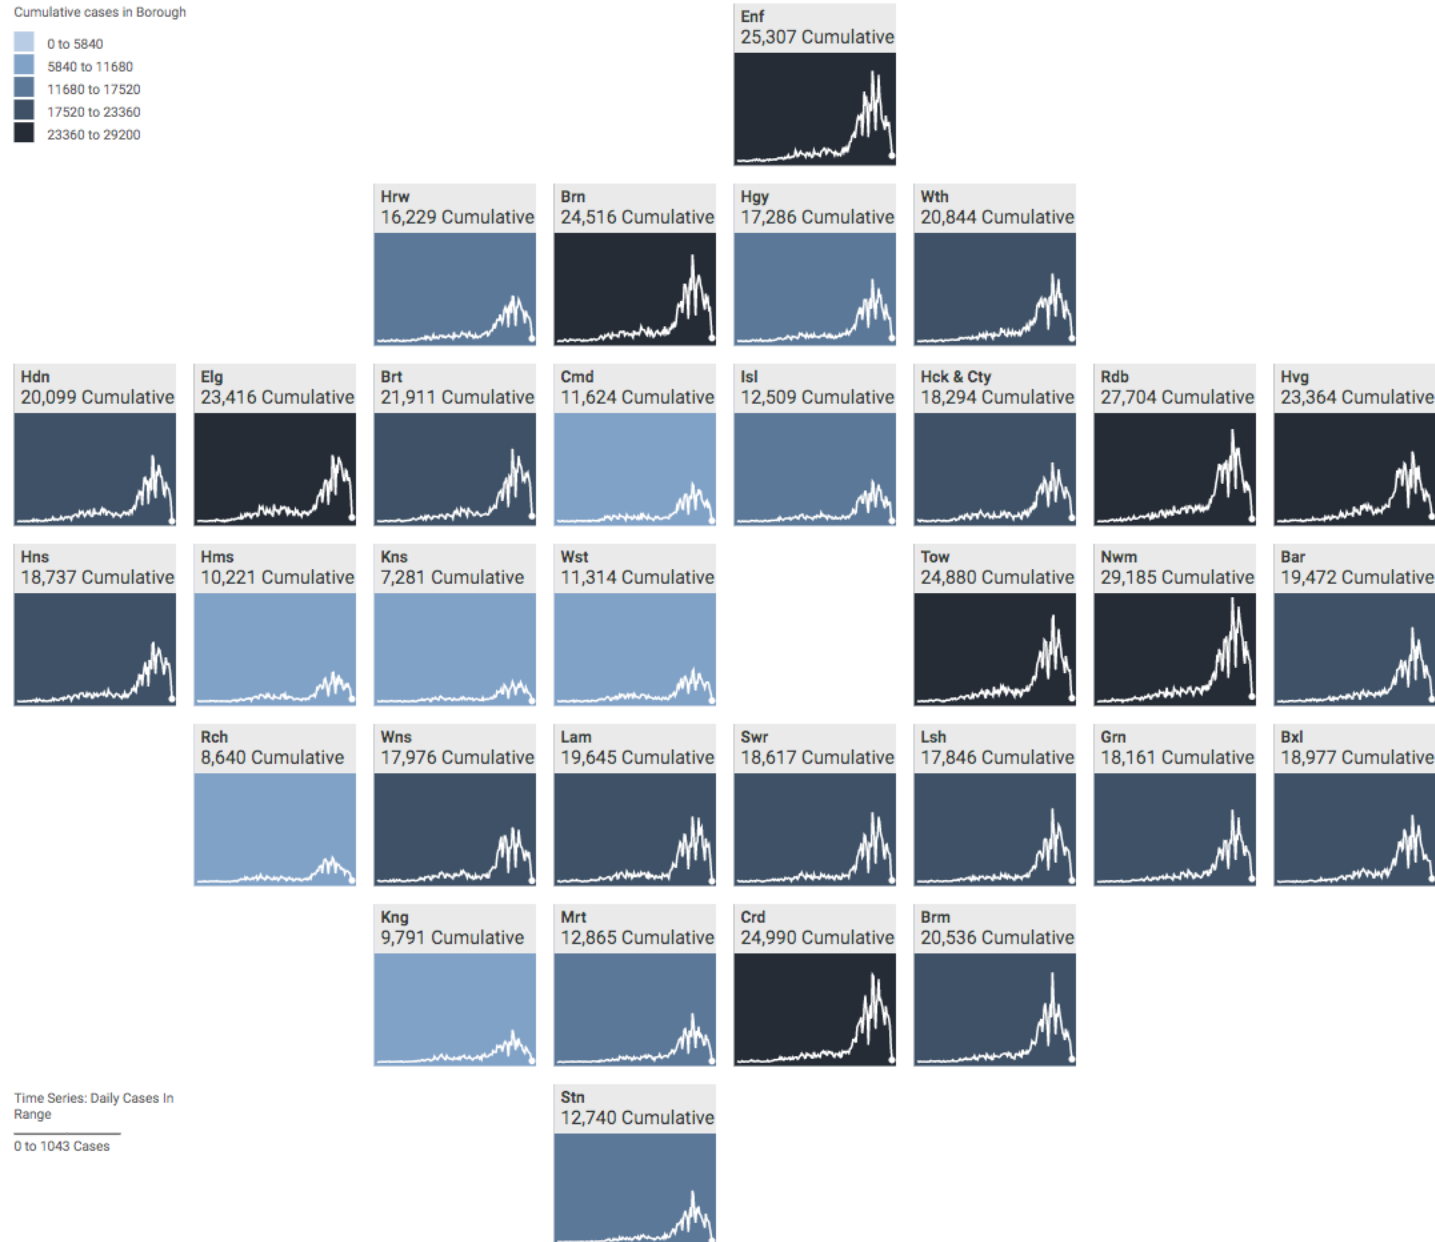 Cumulative cases in Borough
0 to 5840
5840 to 11680
11680 to 17520
17520 to 23360
23360 to 29200
Enf
25,307 Cumulative
Hrw
16,229 Cumulative
Brn
24,516 Cumulative
Hgy
17,286 Cumulative
Wth
20,844 Cumulative
Hdn
20,099 Cumulative
Elg
23,416 Cumulative
Brt
21,911 Cumulative
Cmd
11,624 Cumulative
Isl
12,509 Cumulative
Hck & Cty
18,294 Cumulative
Rdb
27,704 Cumulative
Hvg
23,364 Cumulative
Hns
18,737 Cumulative
Hms
10,221 Cumulative
Kns
7,281 Cumulative
Wst
11,314 Cumulative
Tow
24,880 Cumulative
Nwm
29,185 Cumulative
Bar
19,472 Cumulative
Rch
8,640 Cumulative
Wns
17,976 Cumulative
Lam
19,645 Cumulative
Swr
18,617 Cumulative
Lsh
17,846 Cumulative
Grn
18,161 Cumulative
Bxl
18,977 Cumulative
Kng
9,791 Cumulative
Mrt
12,865 Cumulative
Crd
24,990 Cumulative
Brm
20,536 Cumulative
Stn
12,740 Cumulative
Time Series: Daily Cases In
Range
0 to 1043 Cases